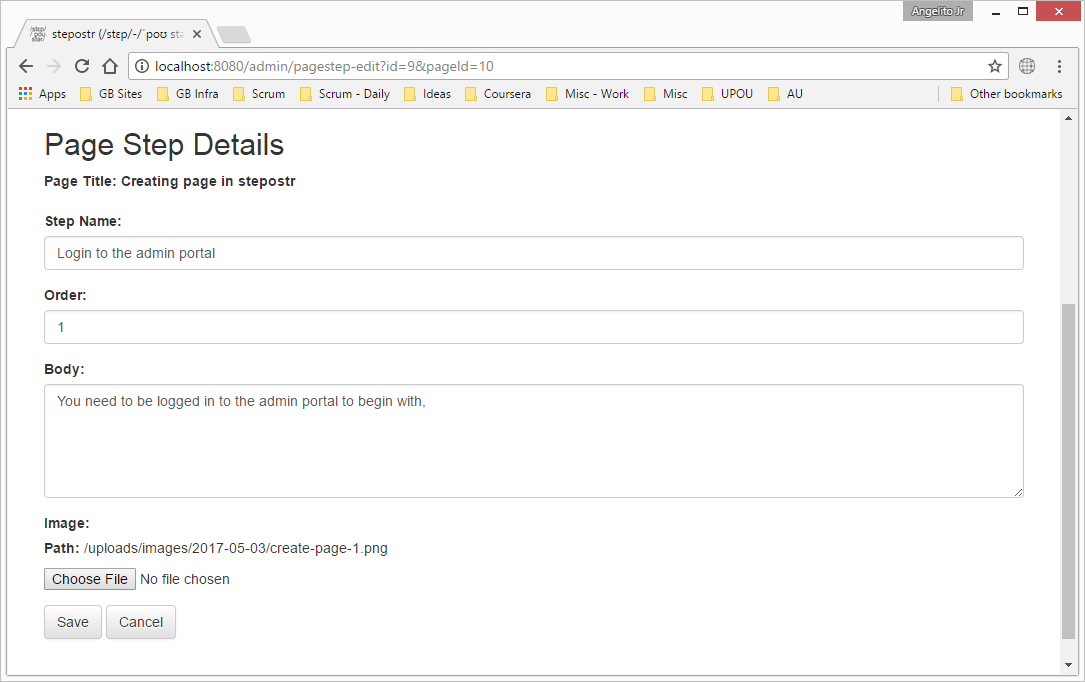 Angelito Jr
stepostr (/stɛp/-/ˈpoʊ sta
localhost:8080/admin/pagestep-edit?id=9&pageId=10
Apps GB Sites GB Infra Scrum Scrum - Daily Ideas Coursera Misc - Work Misc UPOU AU Other bookmarks
Page Step Details
Page Title: Creating page in stepostr
Step Name:
Login to the admin portal
Order:
1
Body:
You need to be logged in to the admin portal to begin with,
Image:
Path: /uploads/images/2017-05-03/create-page-1.png
Choose File No file chosen
Save Cancel